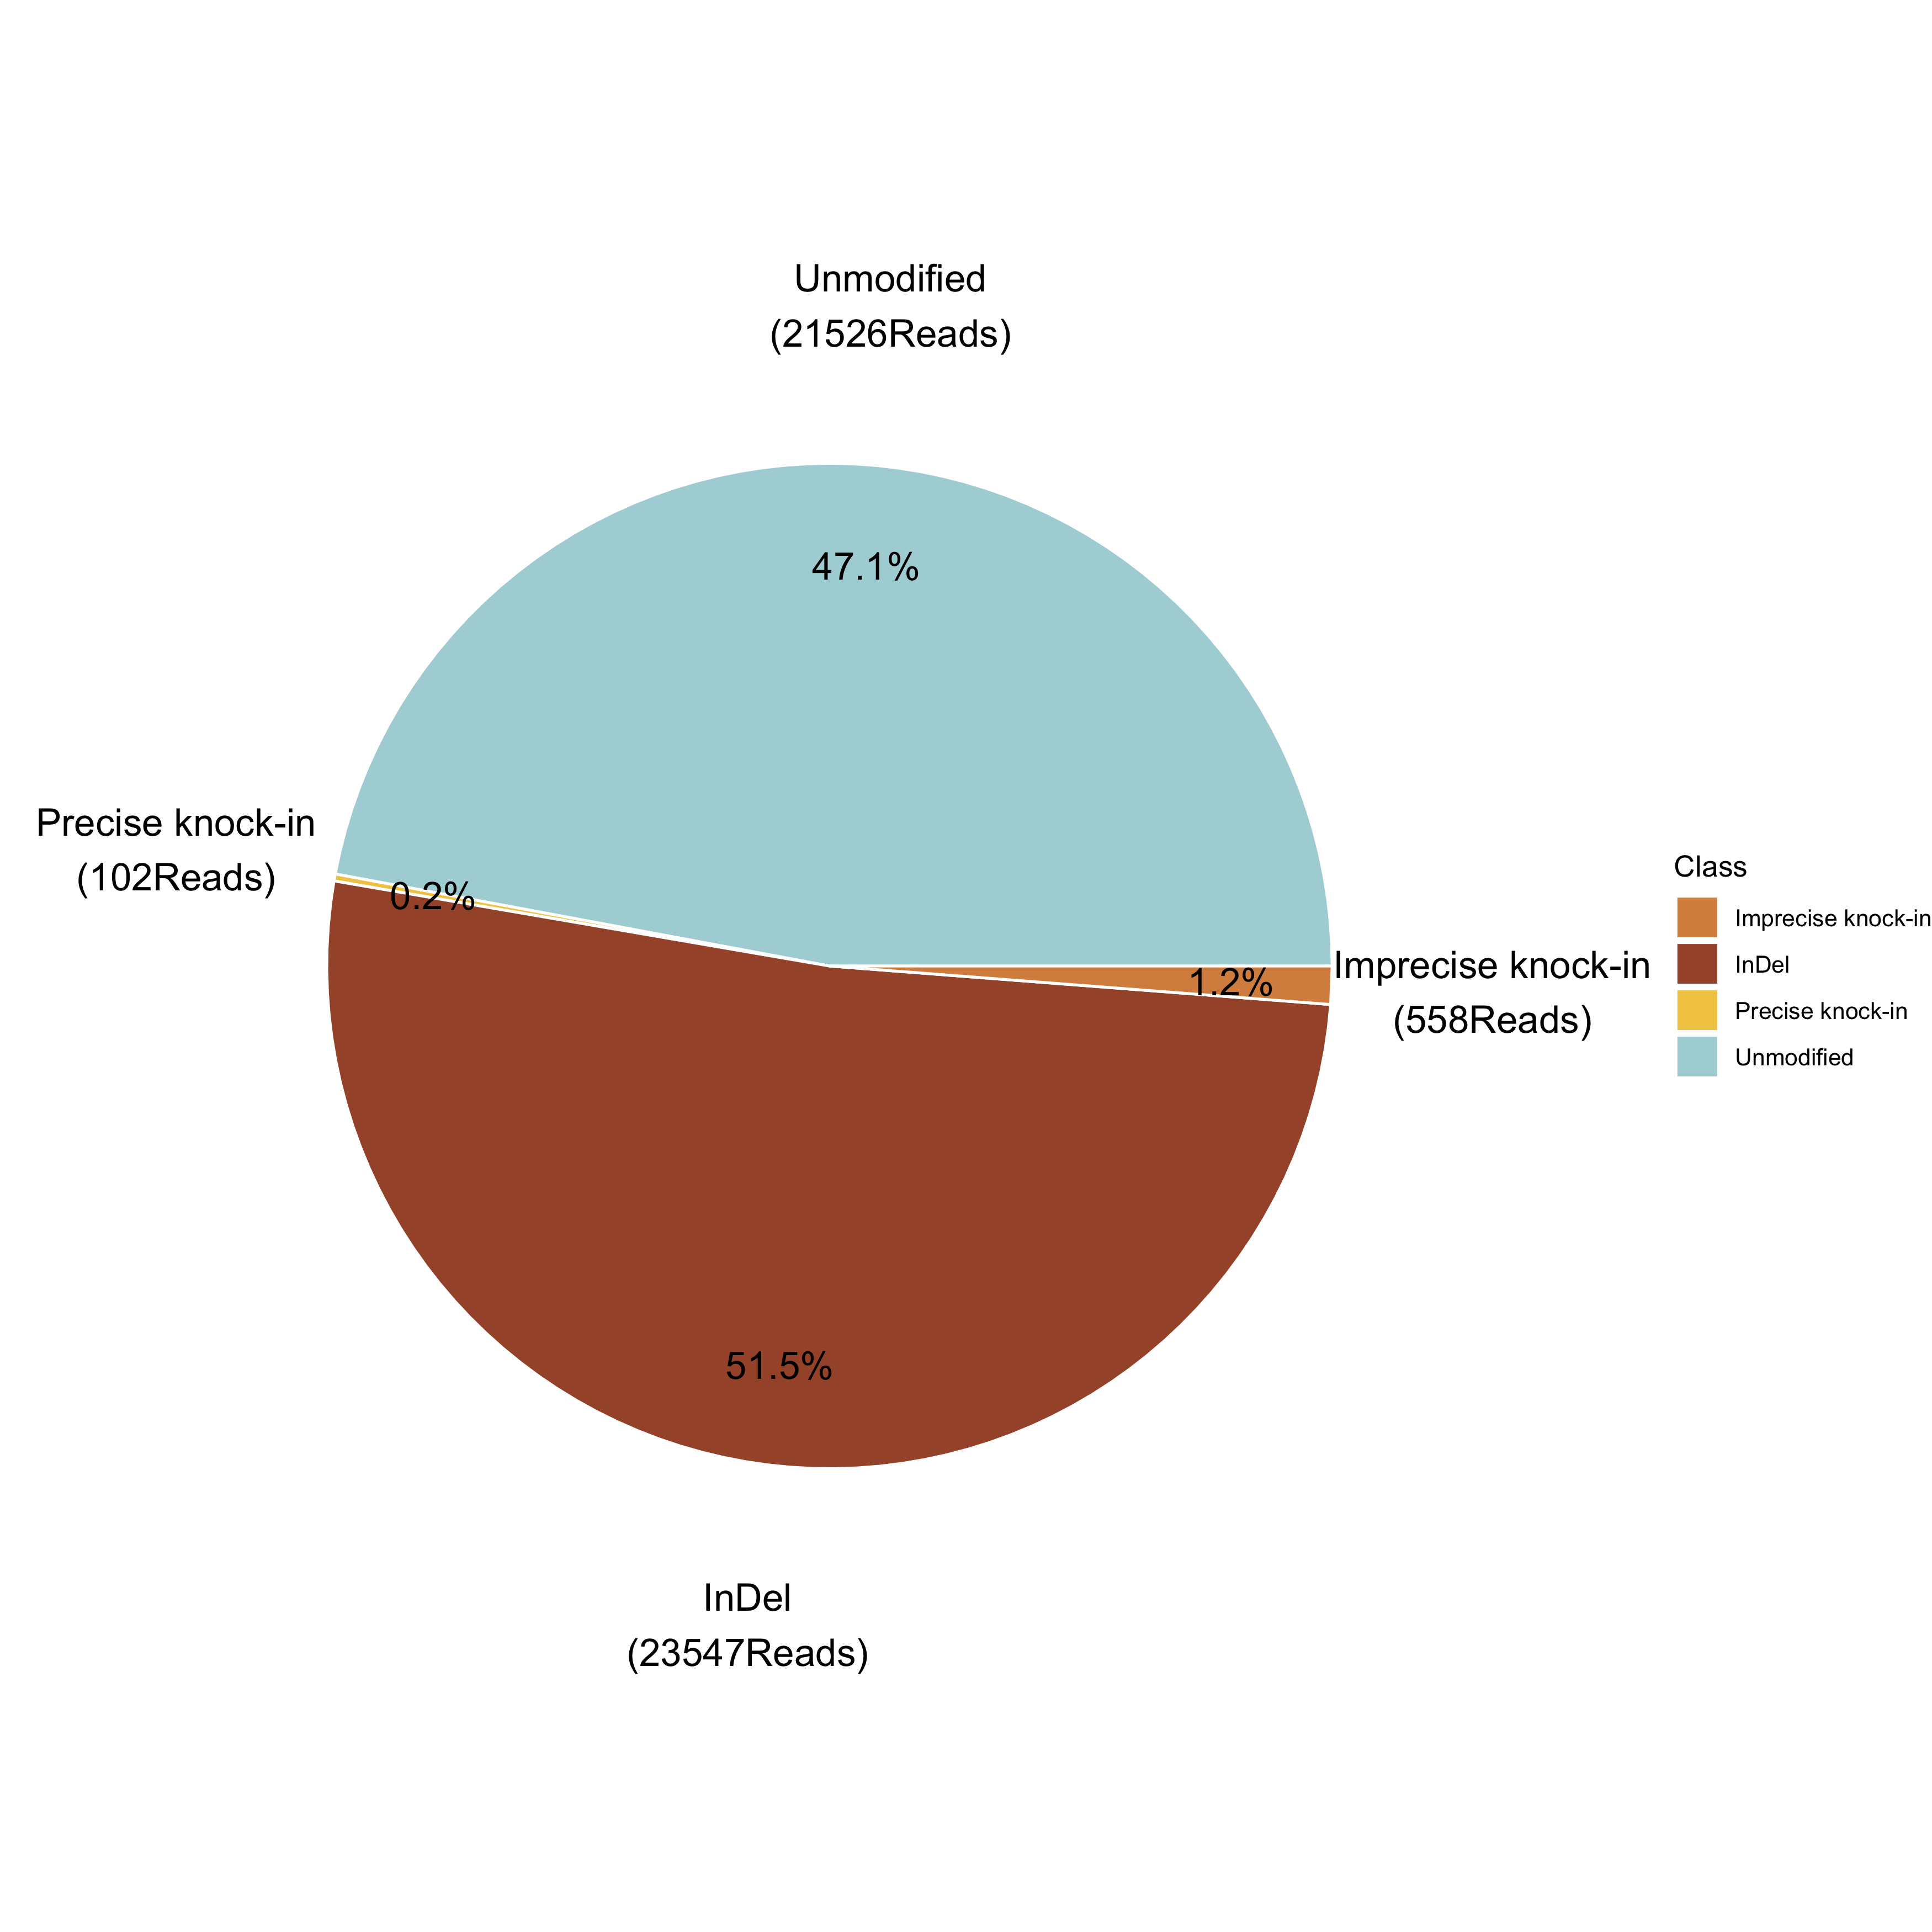 Unmodified
(21526Reads)
47.1%
Precise knock-in
(102Reads)
0.2%
Imprecise knock-in
(558Reads)
1.2%
51.5%
InDel
(23547Reads)
Class
Imprecise knock-in
InDel
Precise knock-in
Unmodified